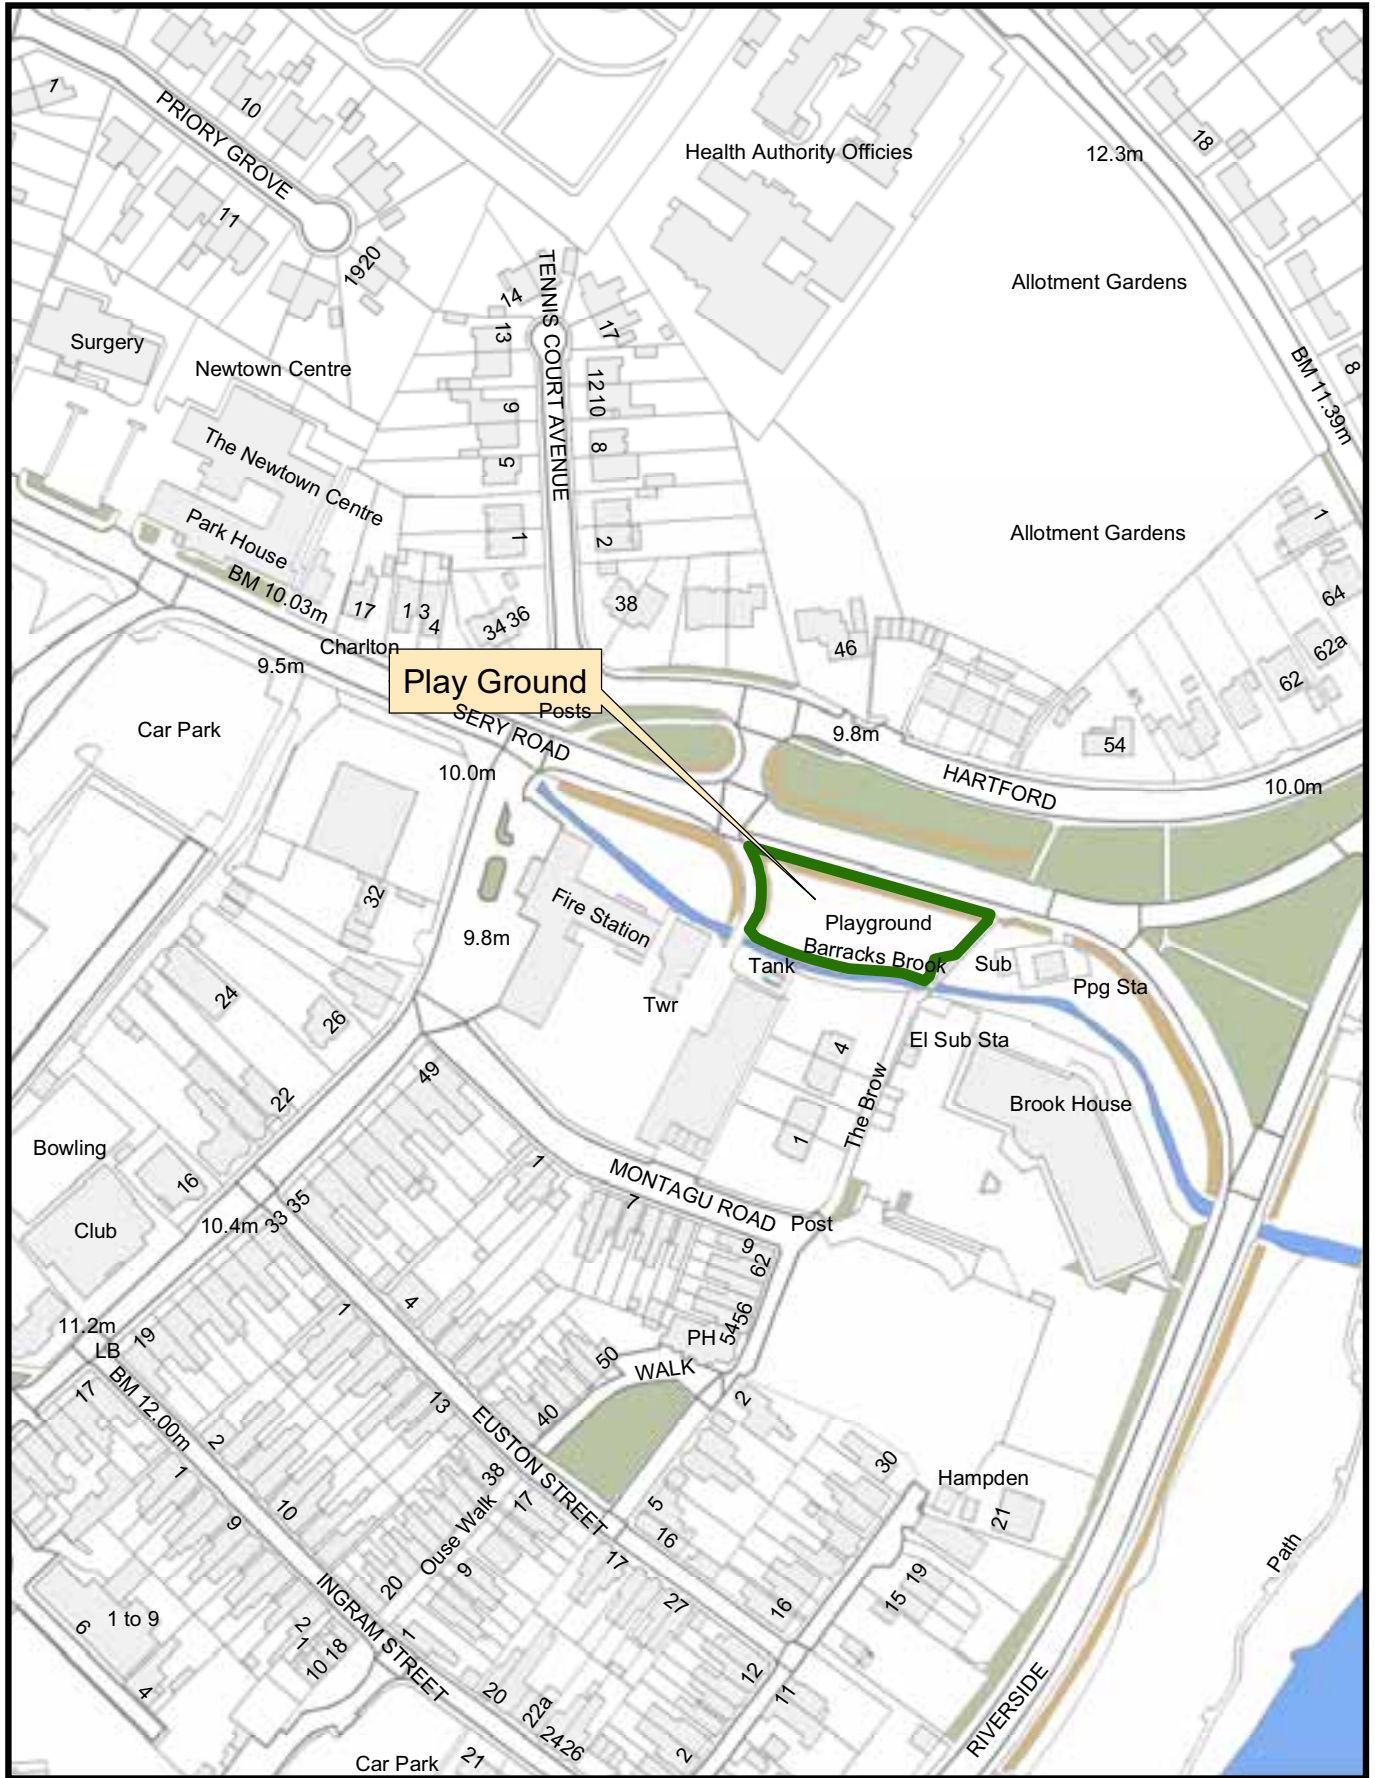 1
PRIORY GROVE
10
11
1920
Health Authority Officies
12.3m
18
Allotment Gardens
BM 11.39m
8
Surgery
Newtown Centre
The Newtown Centre
Park House
BM 10.03m
TENNIS COURT AVENUE
14
13
17
9
1210
5
8
1
2
Allotment Gardens
1
64
62a
62
17
1 3
4
34 36
38
46
54
Charlton
9.5m
Play Ground
Posts
SERY ROAD
Car Park
10.0m
9.8m
HARTFORD
10.0m
32
Fire Station
9.8m
Playground
Barracks Brook
Tank
Sub
Ppg Sta
Twr
El Sub Sta
24
26
22
49
4
The Brow
1
Brook House
Bowling
16
Club
10.4m
33 35
1
7
MONTAGU ROAD
Post
9
62
5456
PH
11.2m
LB
19
17
BM 12.00m
1
4
50
WALK
40
2
13
EUSTON STREET
2
1
9
10
38
17
Ouse Walk
9
20
5
16
17
27
16
30
Hampden
21
15 19
Path
1 to 9
6
4
INGRAM STREET
2
1
10 18
1
20
22a
2426
12
11
2
RIVERSIDE
Car Park
21